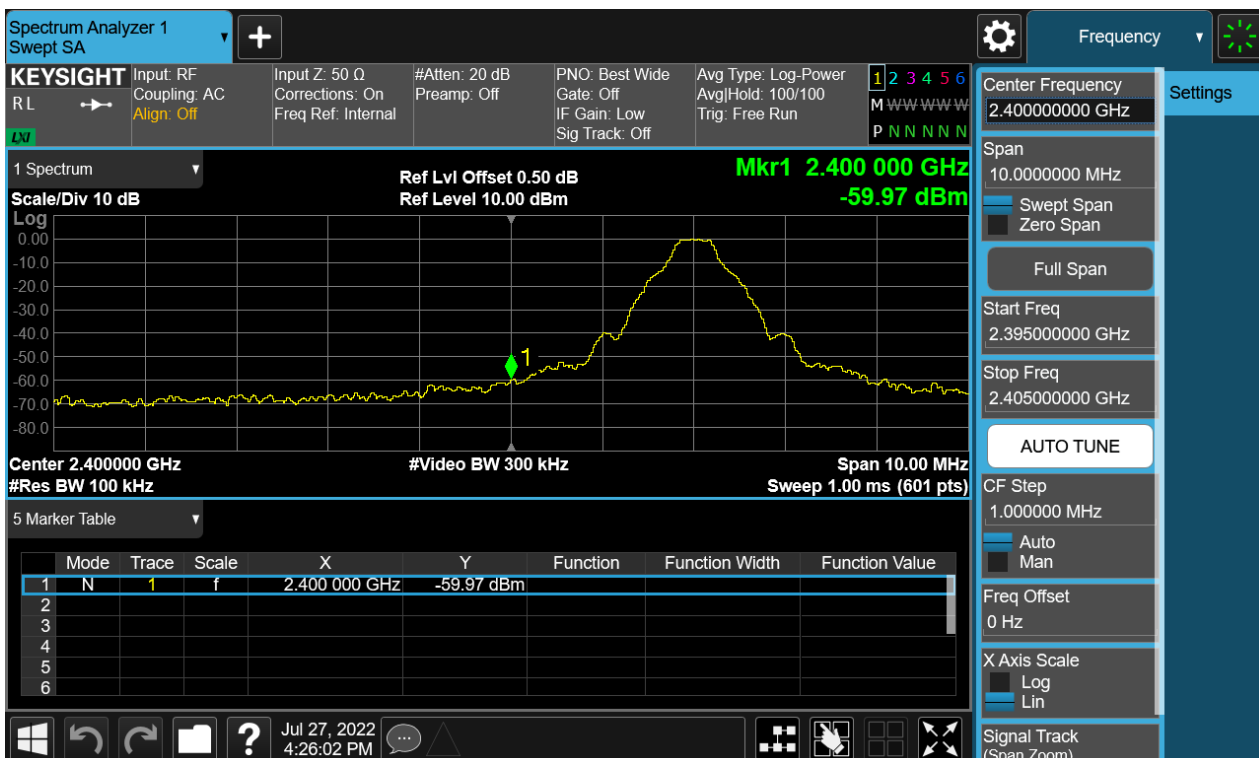 Spectrum Analyzer 1
Swept SA
+
Frequency
KEYSIGHT
R L
LXI
Input: RF
Coupling: AC
Align: Off
Input Z: 50 Ω
Corrections: On
Freq Ref: Internal
#Atten: 20 dB
Preamp: Off
PNO: Best Wide
Gate: Off
IF Gain: Low
Sig Track: Off
Avg Type: Log-Power
Avg|Hold: 100/100
Trig: Free Run
1 2 3 4 5 6
M W W W W W
P N N N N N
1 Spectrum
Scale/Div 10 dB
Ref Lvl Offset 0.50 dB
Ref Level 10.00 dBm
Mkr1 2.400 000 GHz
-59.97 dBm
Log
0.00
-10.0
-20.0
-30.0
-40.0
-50.0
-60.0
-70.0
-80.0
1
Center 2.400000 GHz
#Res BW 100 kHz
#Video BW 300 kHz
Span 10.00 MHz
Sweep 1.00 ms (601 pts)
5 Marker Table
Mode Trace Scale X Y Function Function Width Function Value
1 N 1 f 2.400 000 GHz -59.97 dBm
2
3
4
5
6
?
Jul 27, 2022
4:26:02 PM
Center Frequency
2.400000000 GHz
Settings
Span
10.0000000 MHz
Swept Span
Zero Span
Full Span
Start Freq
2.395000000 GHz
Stop Freq
2.405000000 GHz
AUTO TUNE
CF Step
1.000000 MHz
Auto
Man
Freq Offset
0 Hz
X Axis Scale
Log
Lin
Signal Track
(Span Zoom)